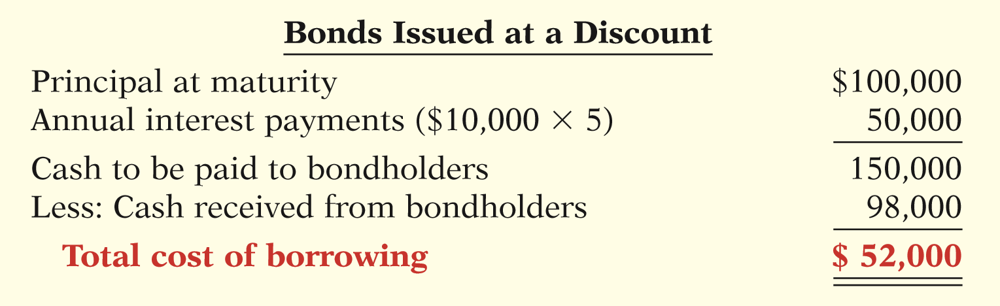 Bonds Issued at a Discount
Principal at maturity $100,000
Annual interest payments ($10,000 × 5) 50,000
Cash to be paid to bondholders 150,000
Less: Cash received from bondholders 98,000
Total cost of borrowing $ 52,000